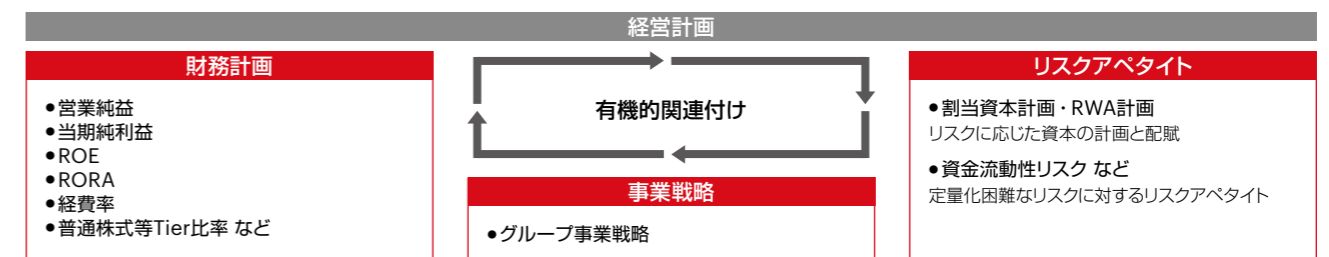 経営計画
財務計画
●営業純益
●当期純利益
●ROE
●RORA
●経費率
●普通株式等Tier比率 など
有機的関連付け
事業戦略
●グループ事業戦略
リスクアペタイト
●割当資本計画・RWA計画
リスクに応じた資本の計画と配賦
●資金流動性リスク など
定量化困難なリスクに対するリスクアペタイト